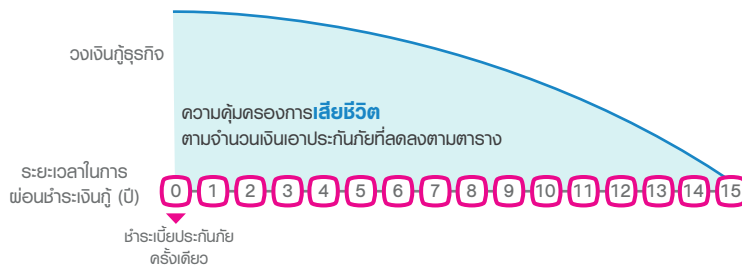 วงเงินกู้ธุรกิจ
ความคุ้มครองการเสียชีวิต
ตามจำนวนเงินเอาประกันภัยที่ลดลงตามตาราง
ระยะเวลาในการ
ผ่อนชำระเงินกู้ (ปี)
0 1 2 3 4 5 6 7 8 9 10 11 12 13 14 15
ชำระเบี้ยประกันภัย
ครั้งเดียว